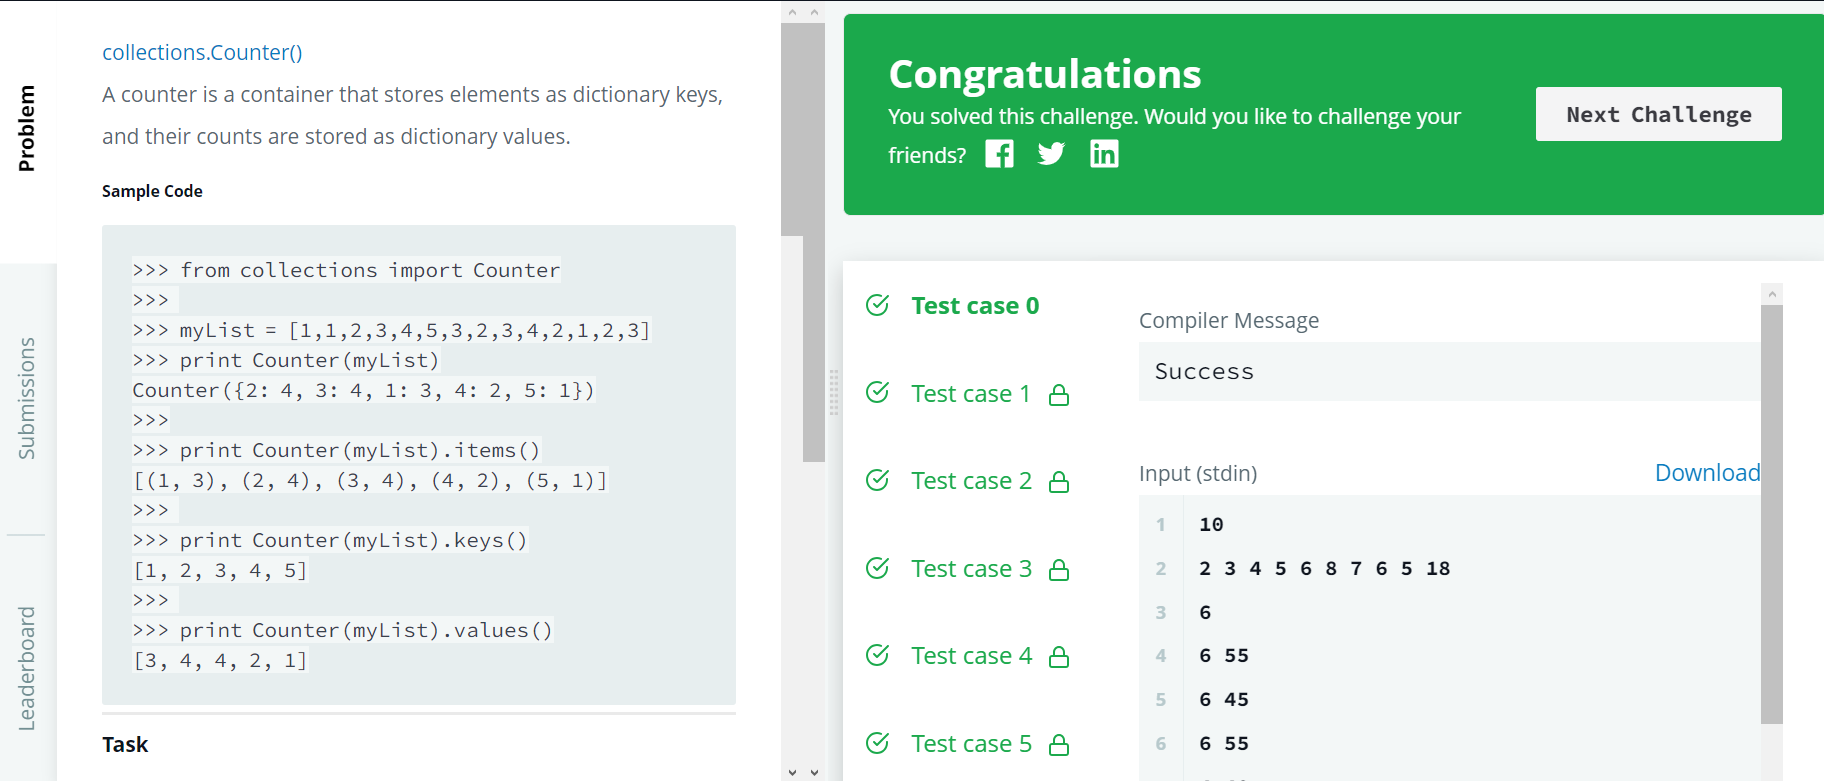 Problem
Submissions
Leaderboard
collections.Counter()
A counter is a container that stores elements as dictionary keys,
and their counts are stored as dictionary values.
Sample Code
>>> from collections import Counter
>>>
>>> myList = [1,1,2,3,4,5,3,2,3,4,2,1,2,3]
>>> print Counter(myList)
Counter({2: 4, 3: 4, 1: 3, 4: 2, 5: 1})
>>>
>>> print Counter(myList).items()
[(1, 3), (2, 4), (3, 4), (4, 2), (5, 1)]
>>>
>>> print Counter(myList).keys()
[1, 2, 3, 4, 5]
>>>
>>> print Counter(myList).values()
[3, 4, 4, 2, 1]
Task
Congratulations
You solved this challenge. Would you like to challenge your
friends?
Next Challenge
Test case 0
Test case 1
Test case 2
Test case 3
Test case 4
Test case 5
Compiler Message
Success
Input (stdin)
Download
1 10
2 2 3 4 5 6 8 7 6 5 18
3 6
4 6 55
5 6 45
6 6 55